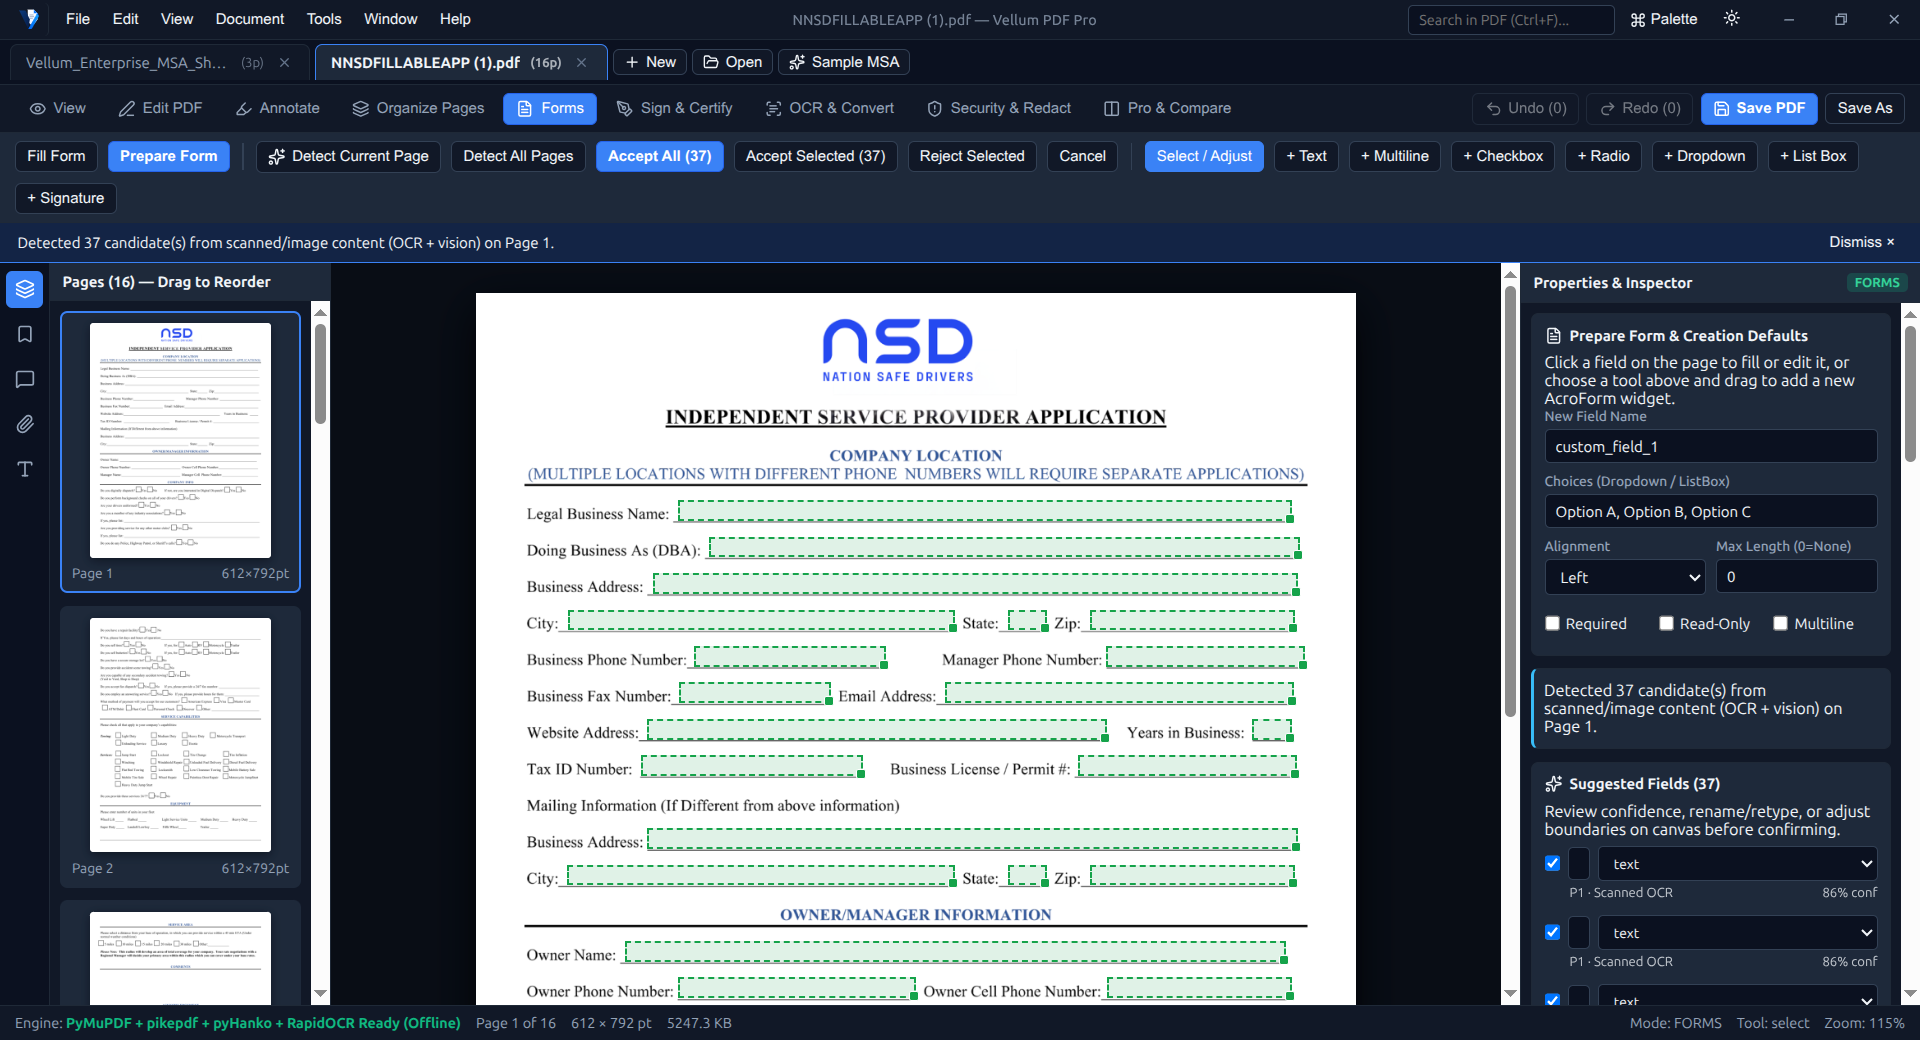 File Edit View Document Tools Window Help
NNSDFILLABLEAPP (1).pdf — Vellum PDF Pro
Search in PDF (Ctrl+F)...
Palette
Vellum_Enterprise_MSA_Sh... (3p) ×
NNSDFILLABLEAPP (1).pdf (16p) ×
+ New
Open
Sample MSA
View
Edit PDF
Annotate
Organize Pages
Forms
Sign & Certify
OCR & Convert
Security & Redact
Pro & Compare
Undo (0)
Redo (0)
Save PDF
Save As
Fill Form
Prepare Form
Detect Current Page
Detect All Pages
Accept All (37)
Accept Selected (37)
Reject Selected
Cancel
Select / Adjust
+ Text
+ Multiline
+ Checkbox
+ Radio
+ Dropdown
+ List Box
+ Signature
Detected 37 candidate(s) from scanned/image content (OCR + vision) on Page 1.
Dismiss ×
Pages (16) — Drag to Reorder
Page 1 612×792pt
Page 2 612×792pt
NSD
NATION SAFE DRIVERS
INDEPENDENT SERVICE PROVIDER APPLICATION
COMPANY LOCATION
(MULTIPLE LOCATIONS WITH DIFFERENT PHONE NUMBERS WILL REQUIRE SEPARATE APPLICATIONS)
Legal Business Name:
Doing Business As (DBA):
Business Address:
City: State: Zip:
Business Phone Number: Manager Phone Number:
Business Fax Number: Email Address:
Website Address: Years in Business:
Tax ID Number: Business License / Permit #:
Mailing Information (If Different from above information)
Business Address:
City: State: Zip:
OWNER/MANAGER INFORMATION
Owner Name:
Owner Phone Number: Owner Cell Phone Number:
Properties & Inspector
FORMS
Prepare Form & Creation Defaults
Click a field on the page to fill or edit it, or
choose a tool above and drag to add a new
AcroForm widget.
New Field Name
custom_field_1
Choices (Dropdown / ListBox)
Option A, Option B, Option C
Alignment Max Length (0=None)
Left 0
Required Read-Only Multiline
Detected 37 candidate(s) from
scanned/image content (OCR + vision) on
Page 1.
Suggested Fields (37)
Review confidence, rename/retype, or adjust
boundaries on canvas before confirming.
text
P1 · Scanned OCR 86% conf
text
P1 · Scanned OCR 86% conf
text
Engine: PyMuPDF + pikepdf + pyHanko + RapidOCR Ready (Offline) Page 1 of 16 612 × 792 pt 5247.3 KB
Mode: FORMS Tool: select Zoom: 115%